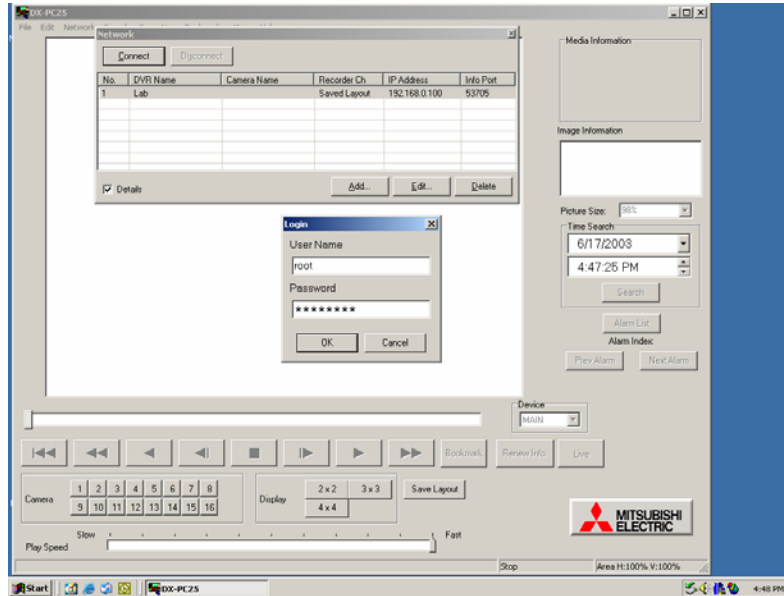 DX-PC25
File Edit Network
Network
Connect Disconnect
No. DVR Name Camera Name Recorder Ch IP Address Info Port
1 Lab Saved Layout 192.168.0.100 53705
Details
Add... Edit... Delete
Login
User Name
root
Password
********
OK Cancel
Media Information
Image Information
Picture Size: 98%
Time Search
6/17/2003
4:47:25 PM
Search
Alarm List
Alarm Index:
Prev Alarm Next Alarm
Device
MAIN
Bookmark Renew Info. Live
Camera
1 2 3 4 5 6 7 8
9 10 11 12 13 14 15 16
Display
2 x 2 3 x 3
4 x 4
Save Layout
MITSUBISHI
ELECTRIC
Play Speed
Slow Fast
Stop Area H:100% V:100%
Start DX-PC25 4:48 PM